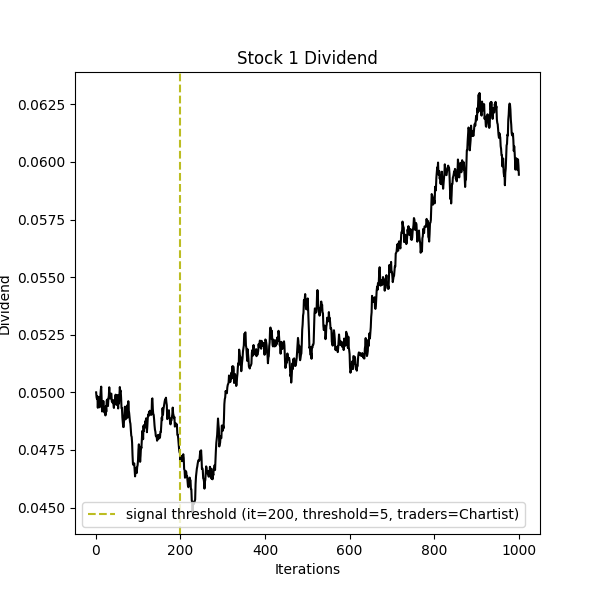 Stock 1 Dividend
0.0625
0.0600
0.0575
0.0550
0.0525
0.0500
0.0475
0.0450
Dividend
signal threshold (it=200, threshold=5, traders=Chartist)
0 200 400 600 800 1000
Iterations